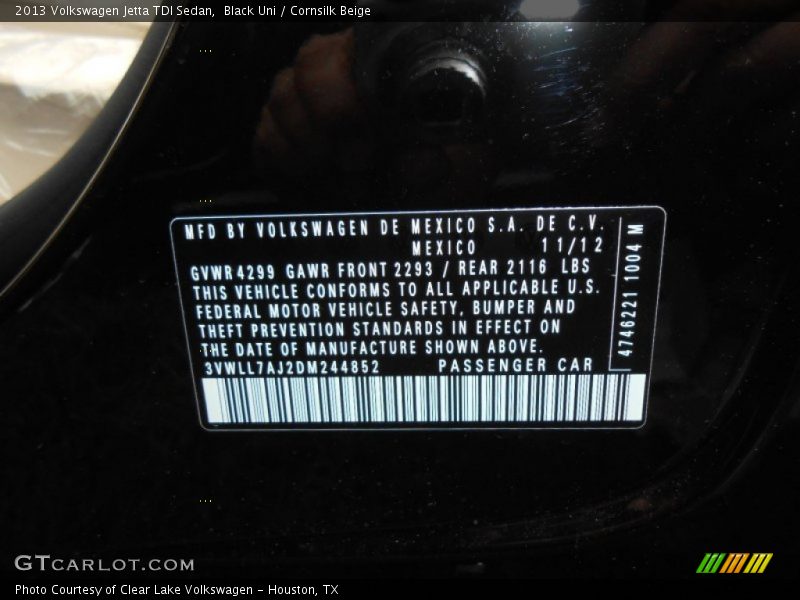 2013 Volkswagen Jetta TDI Sedan,  Black Uni / Cornsilk Beige
MFD BY VOLKSWAGEN DE MEXICO S.A. DE C.V.
MEXICO 11/12
GVWR 4299 GAWR FRONT 2293 / REAR 2116 LBS
THIS VEHICLE CONFORMS TO ALL APPLICABLE U.S.
FEDERAL MOTOR VEHICLE SAFETY, BUMPER AND
THEFT PREVENTION STANDARDS IN EFFECT ON
THE DATE OF MANUFACTURE SHOWN ABOVE.
3VWLL7AJ2DM244852 PASSENGER CAR
4746221 1004 M
GTCARLOT.COM
Photo Courtesy of Clear Lake Volkswagen - Houston, TX